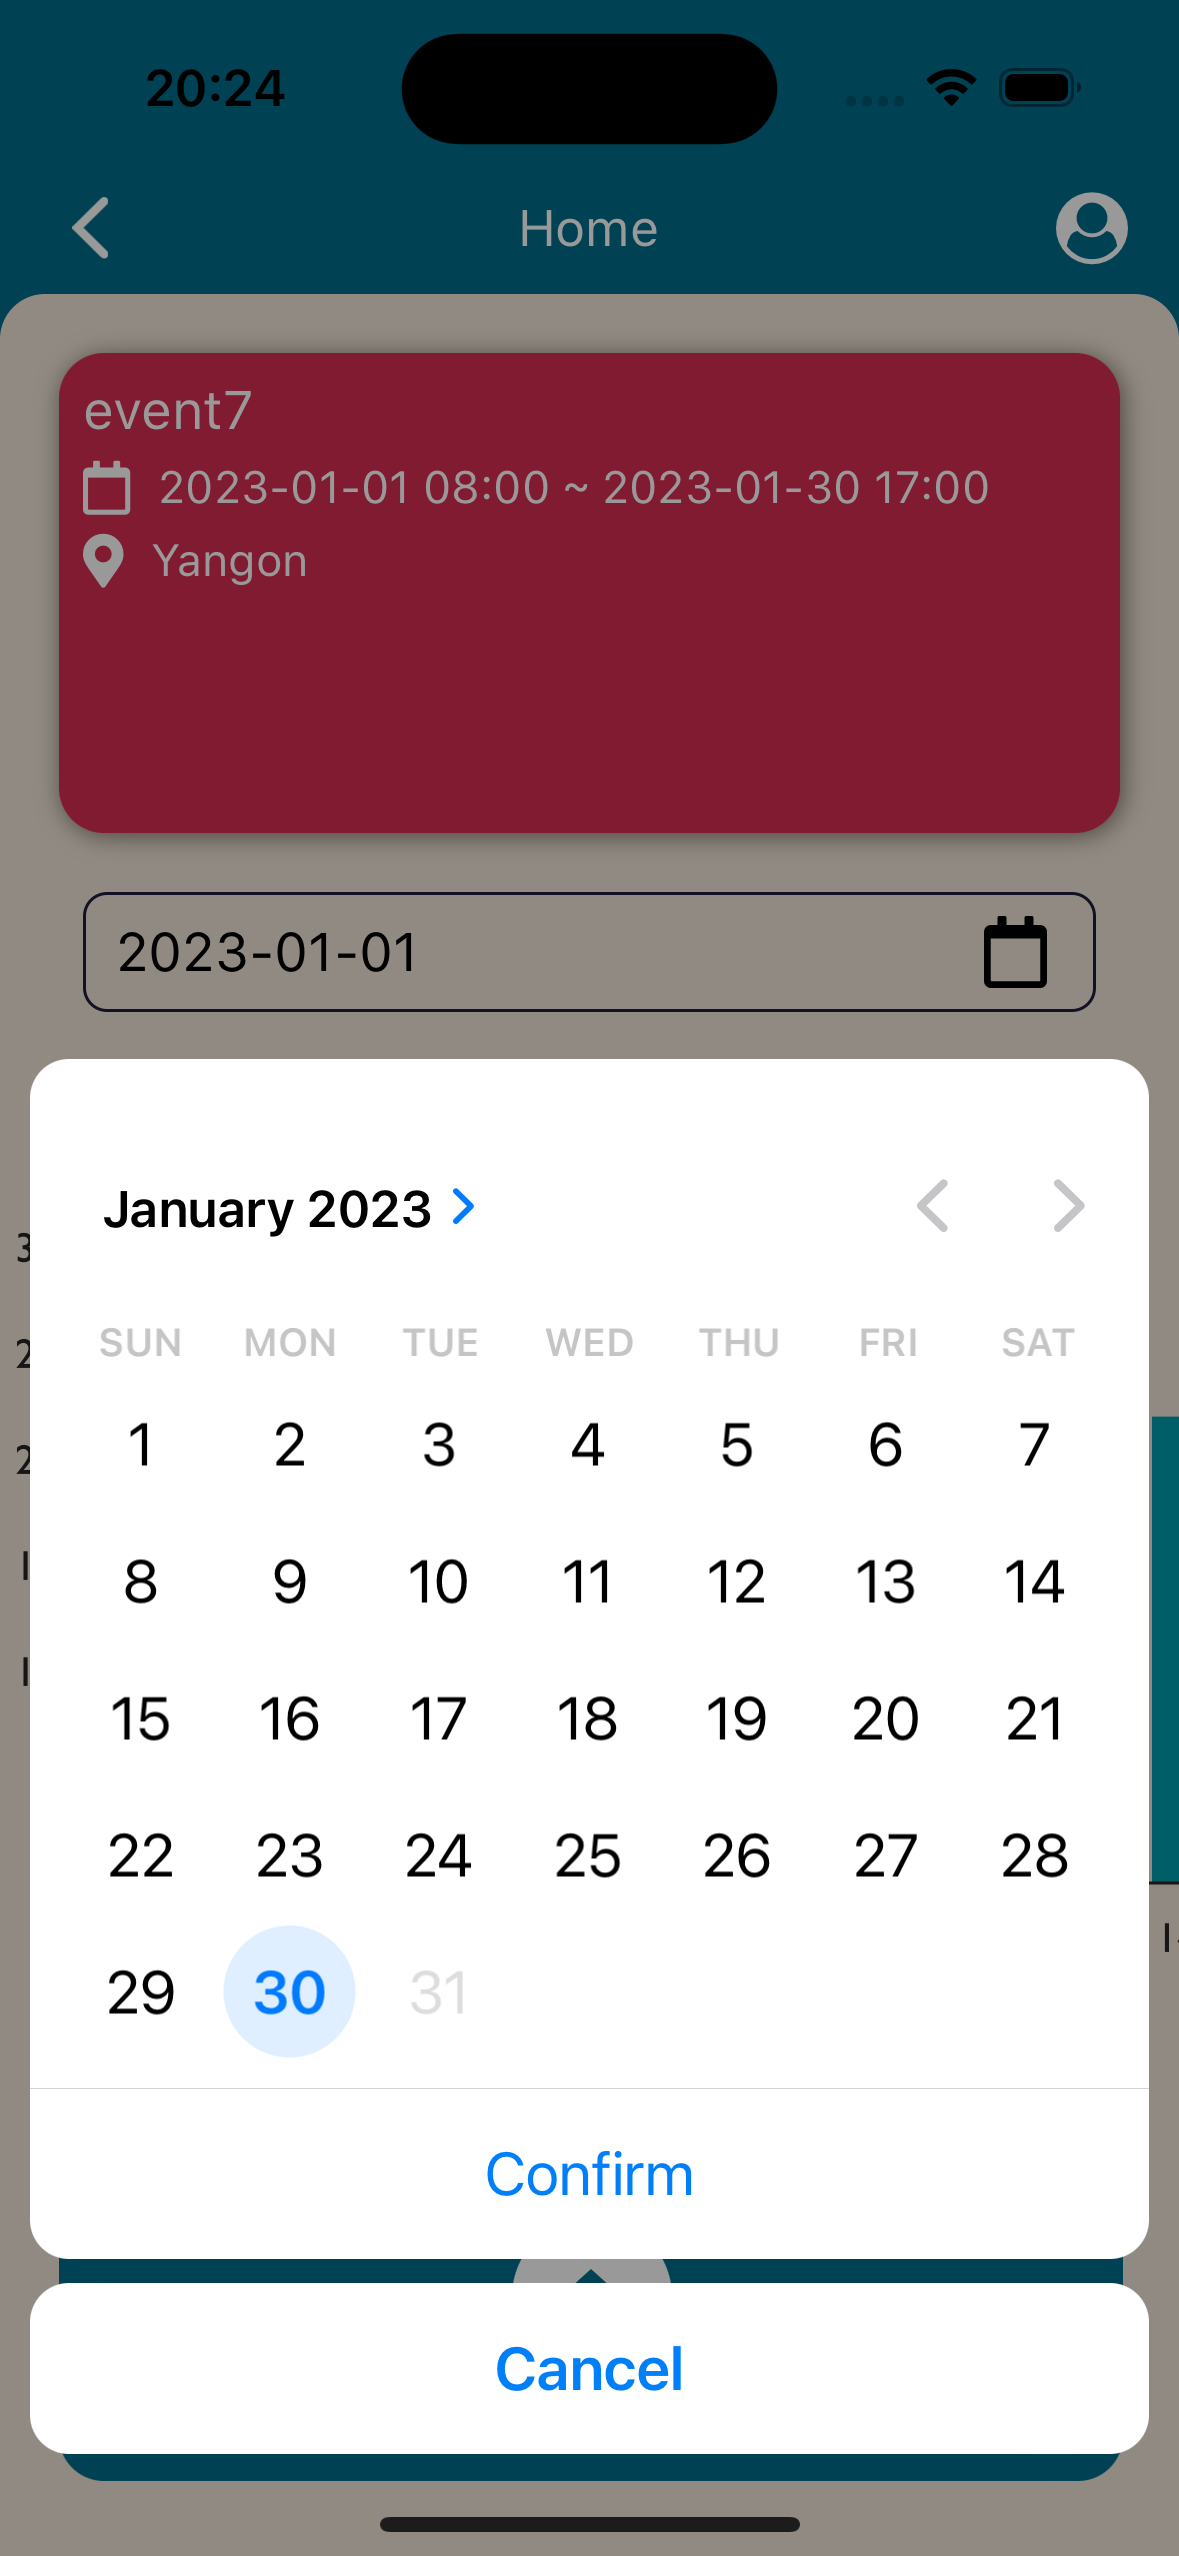 20:24
Home
event7
2023-01-01 08:00 ~ 2023-01-30 17:00
Yangon
2023-01-01
January 2023
SUN MON TUE WED THU FRI SAT
1 2 3 4 5 6 7
8 9 10 11 12 13 14
15 16 17 18 19 20 21
22 23 24 25 26 27 28
29 30 31
Confirm
Cancel